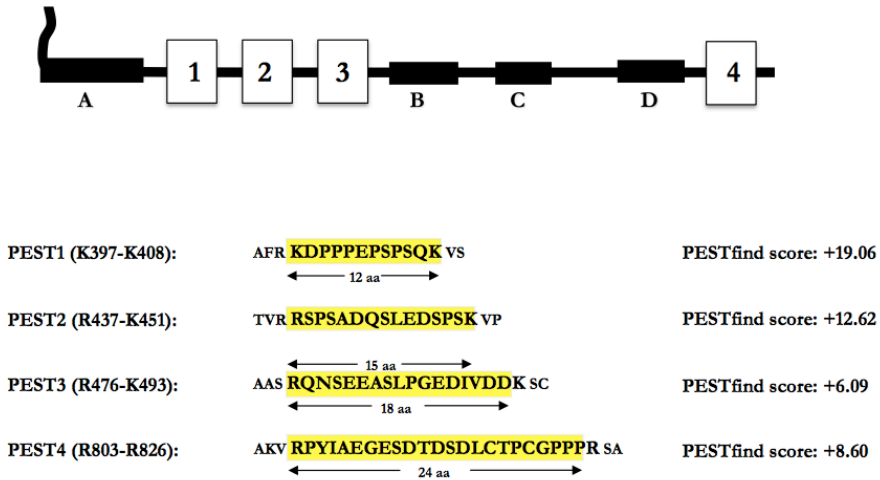 1 2 3 4
A B C D
PEST1 (K397-K408): AFR KDPPPEPSPSQK VS PESTfind score: +19.06
12 aa
PEST2 (R437-K451): TVR RSPSADQSLEDSPSK VP PESTfind score: +12.62
15 aa
PEST3 (R476-K493): AAS RQNSEEASLPGEDIVDDK SC PESTfind score: +6.09
18 aa
PEST4 (R803-R826): AKV RPYIAEGESDTDSDLCTPCGPPPR SA PESTfind score: +8.60
24 aa